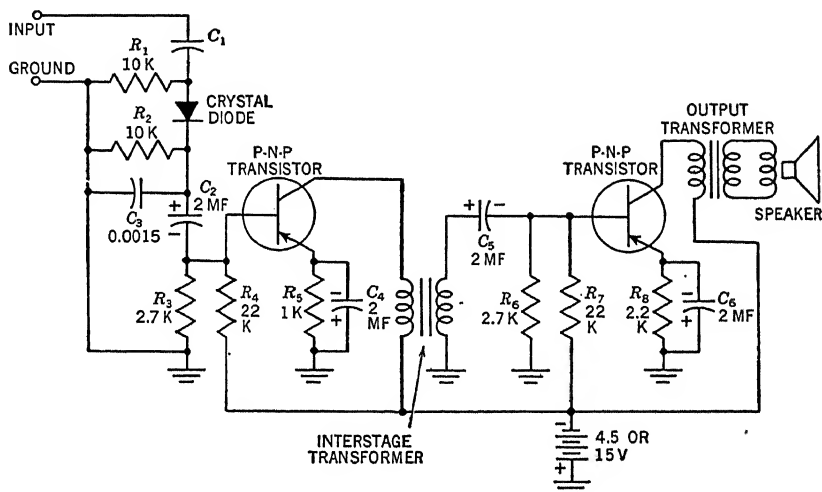 INPUT
C1
R1
10 K
GROUND
CRYSTAL
DIODE
R2
10 K
OUTPUT
TRANSFORMER
P-N-P
TRANSISTOR
P-N-P
TRANSISTOR
SPEAKER
+
C2
2 MF
-
C3
0.0015
+ -
C5
2 MF
R3
2.7 K
R4
22
K
R5
1 K
-
C4
2
MF
+
R6
2.7 K
R7
22
K
R8
2.2
K
-
C6
2 MF
+
INTERSTAGE
TRANSFORMER
-
4.5 OR
15 V
+